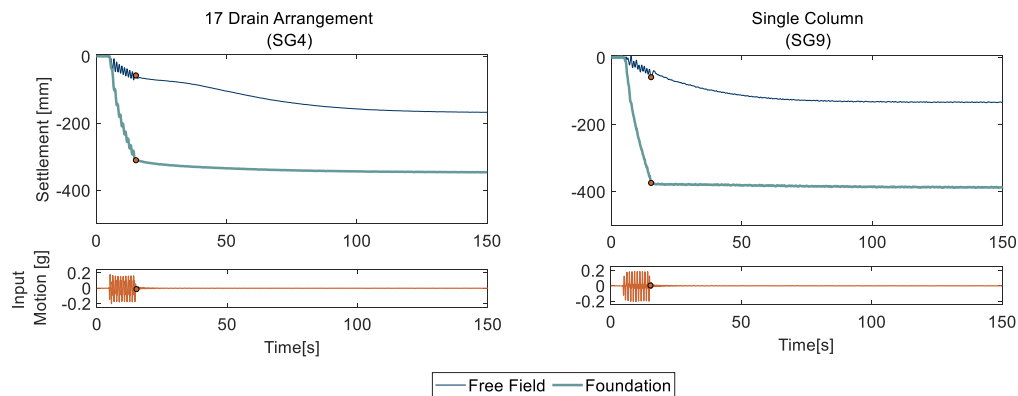 17 Drain Arrangement
(SG4)
Single Column
(SG9)
0
-200
-400
Settlement [mm]
0 50 100 150
0
-200
-400
0 50 100 150
0.2
0
-0.2
Input
Motion [g]
0 50 100 150
Time[s]
0.2
0
-0.2
0 50 100 150
Time[s]
Free Field Foundation